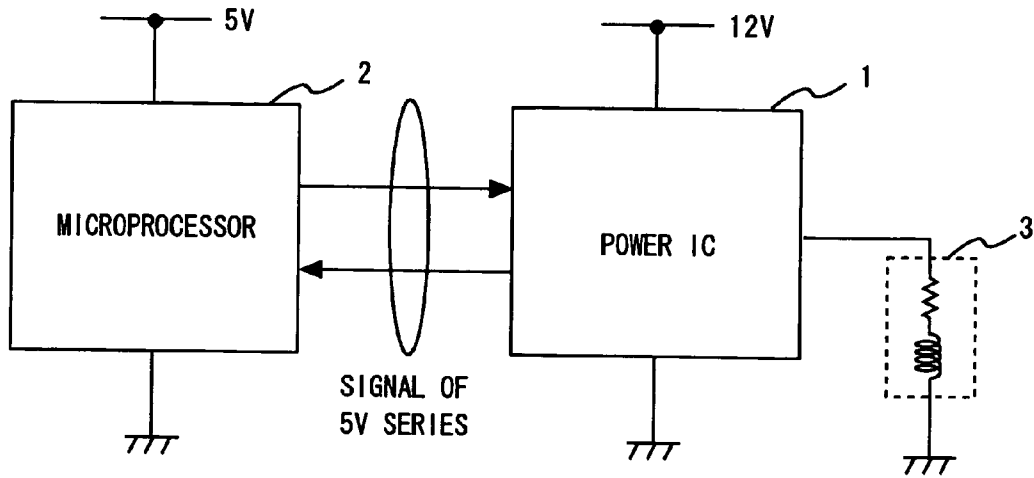 5V
12V
2
1
MICROPROCESSOR
POWER IC
3
SIGNAL OF
5V SERIES